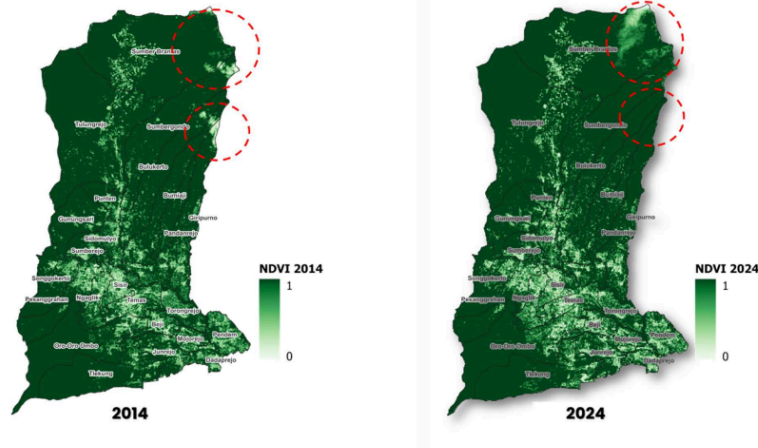 Sumber Brantas
Tulungrejo
Sumbergondo
Bulukerto
Punten
Bumiaji
Gunungsari
Giripurno
Sidomulyo
Pandanrejo
Sumberejo
Songgokerto
Sisir
Pesanggrahan
Ngaglik
Temas
Torongrejo
Beji
Pendem
Mojorejo
Oro-Oro Ombo
Junrejo
Dadaprejo
Tlekung
NDVI 2014
1
0
2014
Sumber Brantas
Tulungrejo
Sumbergondo
Bulukerto
Punten
Bumiaji
Gunungsari
Giripurno
Sidomulyo
Pandanrejo
Sumberejo
Songgokerto
Sisir
Pesanggrahan
Ngaglik
Temas
Torongrejo
Beji
Pendem
Mojorejo
Oro-Oro Ombo
Junrejo
Dadaprejo
Tlekung
NDVI 2024
1
0
2024